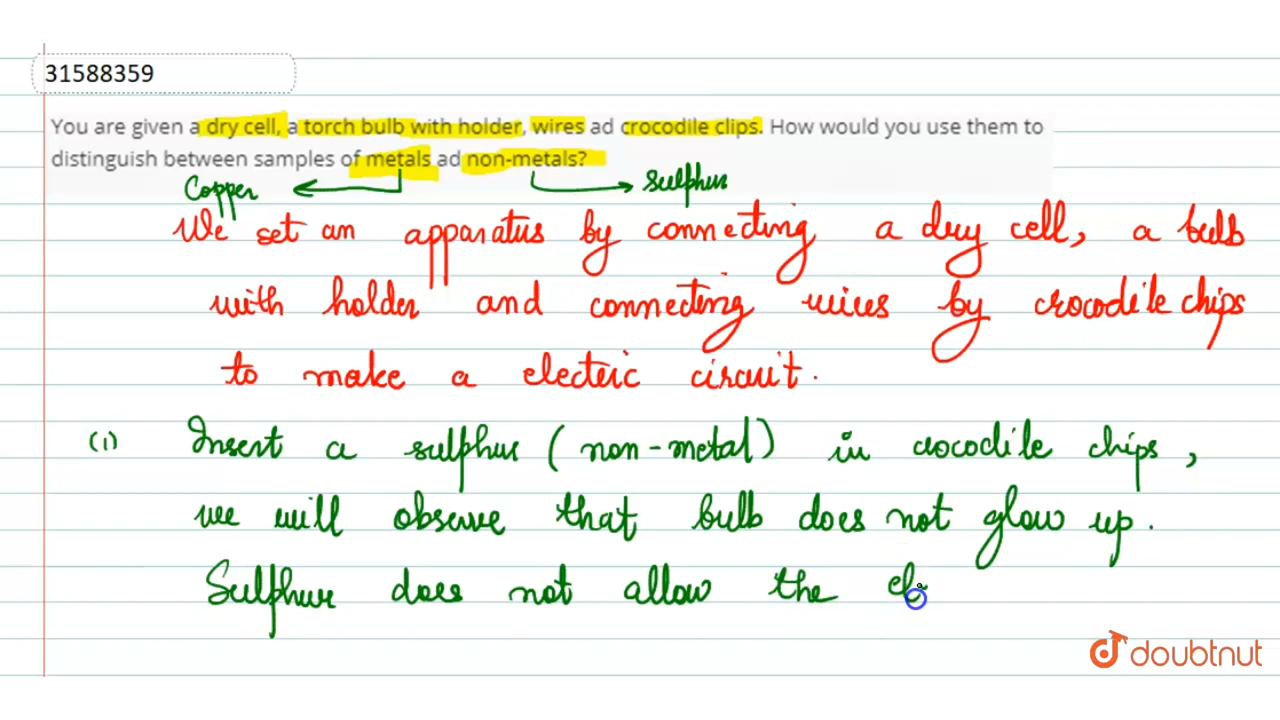 31588359
You are given a dry cell, a torch bulb with holder, wires ad crocodile clips. How would you use them to
distinguish between samples of metals ad non-metals?
Copper sulphur
We set an apparatus by connecting a dry cell, a bulb
with holder and connecting wires by crocodile chips
to make a electric circuit.
(1) Insert a sulphur (non-metal) in crocodile chips,
we will observe that bulb does not glow up.
Sulphur does not allow the el
doubtnut